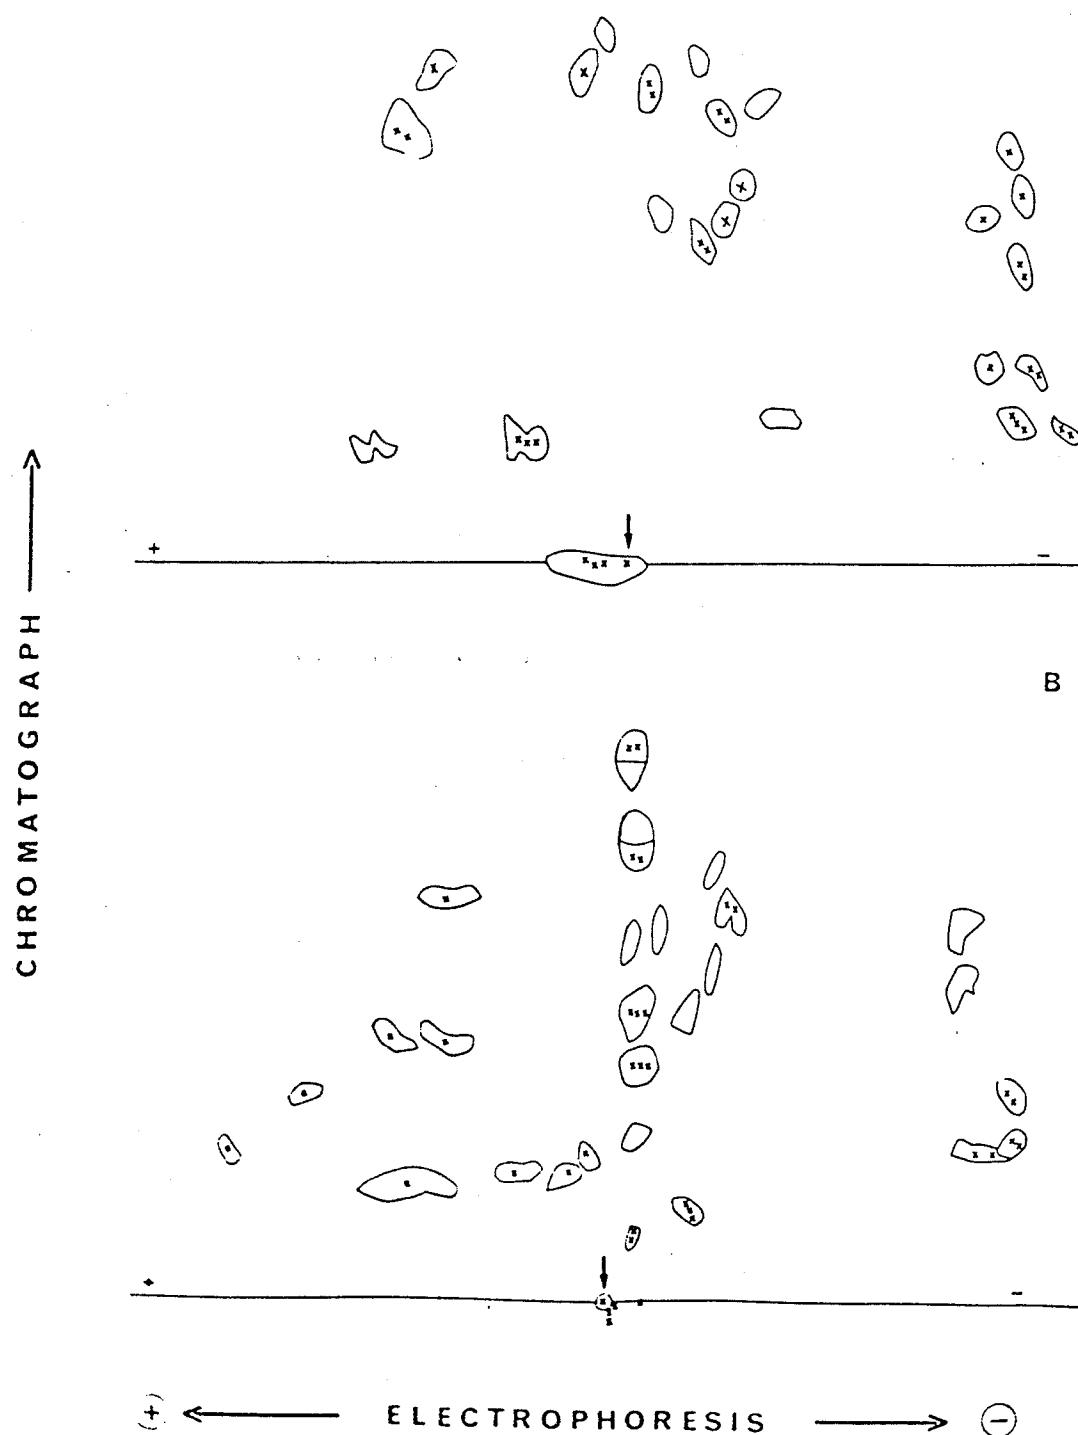 + −
B
CHROMATOGRAPH
+ −
(+) ELECTROPHORESIS (−)